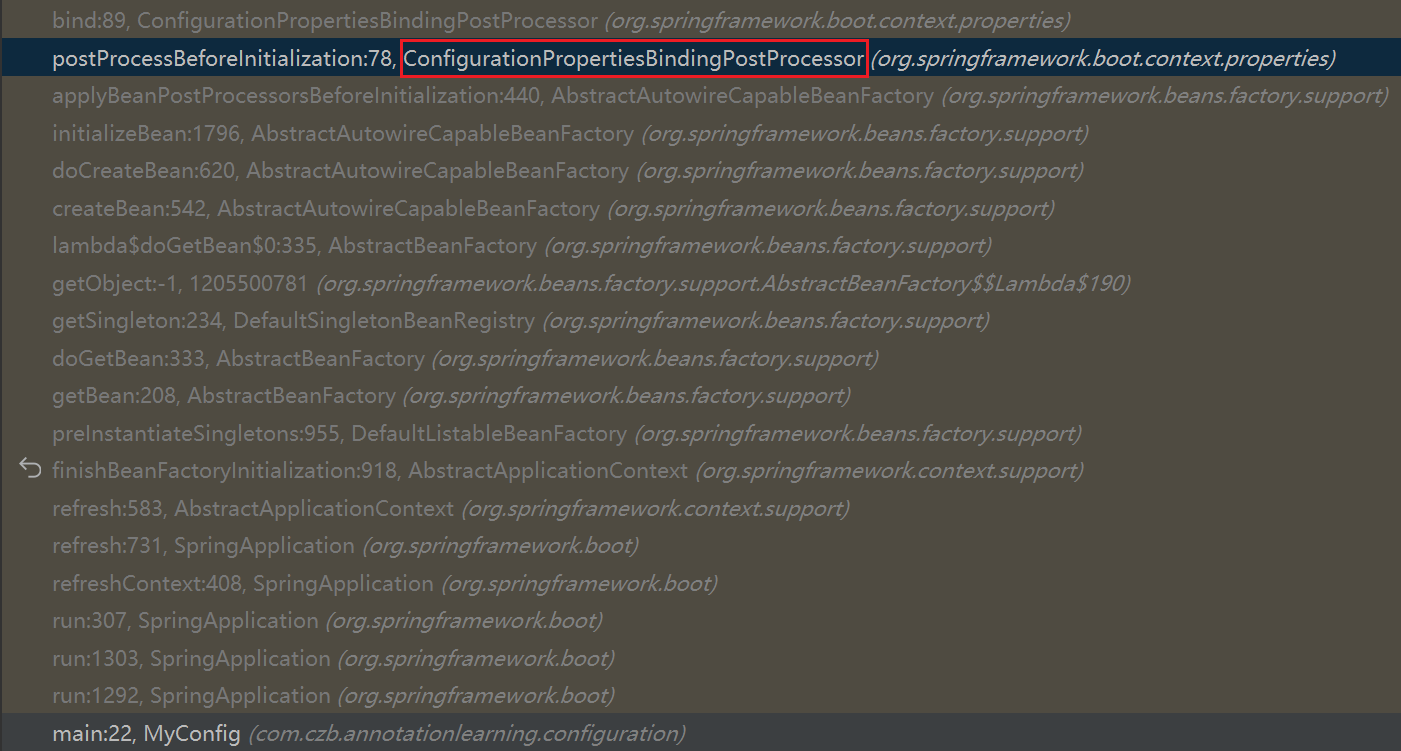 bind:89, ConfigurationPropertiesBindingPostProcessor (org.springframework.boot.context.properties)
postProcessBeforeInitialization:78, ConfigurationPropertiesBindingPostProcessor (org.springframework.boot.context.properties)
applyBeanPostProcessorsBeforeInitialization:440, AbstractAutowireCapableBeanFactory (org.springframework.beans.factory.support)
initializeBean:1796, AbstractAutowireCapableBeanFactory (org.springframework.beans.factory.support)
doCreateBean:620, AbstractAutowireCapableBeanFactory (org.springframework.beans.factory.support)
createBean:542, AbstractAutowireCapableBeanFactory (org.springframework.beans.factory.support)
lambda$doGetBean$0:335, AbstractBeanFactory (org.springframework.beans.factory.support)
getObject:-1, 1205500781 (org.springframework.beans.factory.support.AbstractBeanFactory$$Lambda$190)
getSingleton:234, DefaultSingletonBeanRegistry (org.springframework.beans.factory.support)
doGetBean:333, AbstractBeanFactory (org.springframework.beans.factory.support)
getBean:208, AbstractBeanFactory (org.springframework.beans.factory.support)
preInstantiateSingletons:955, DefaultListableBeanFactory (org.springframework.beans.factory.support)
finishBeanFactoryInitialization:918, AbstractApplicationContext (org.springframework.context.support)
refresh:583, AbstractApplicationContext (org.springframework.context.support)
refresh:731, SpringApplication (org.springframework.boot)
refreshContext:408, SpringApplication (org.springframework.boot)
run:307, SpringApplication (org.springframework.boot)
run:1303, SpringApplication (org.springframework.boot)
run:1292, SpringApplication (org.springframework.boot)
main:22, MyConfig (com.czb.annotationlearning.configuration)